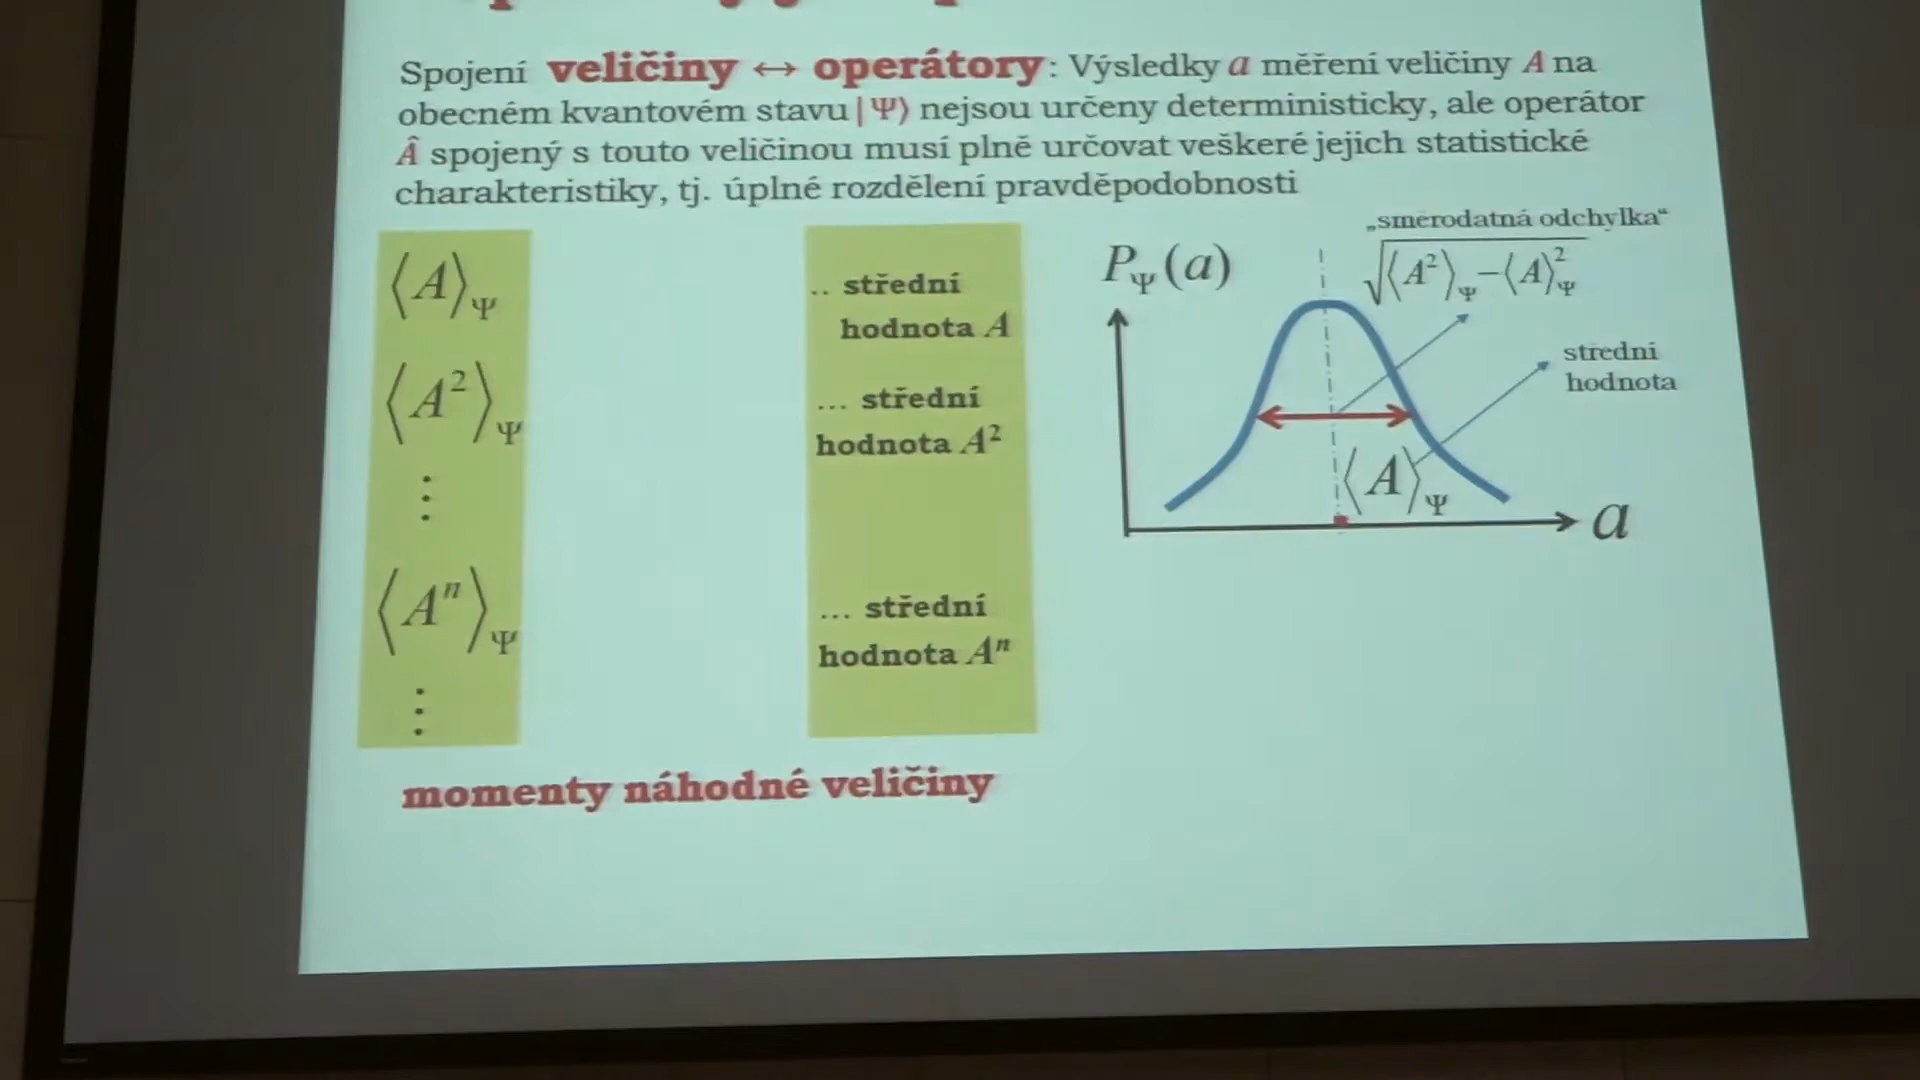 Spojení veličiny ↔ operátory: Výsledky a měření veličiny A na
obecném kvantovém stavu |Ψ⟩ nejsou určeny deterministicky, ale operátor
Â spojený s touto veličinou musí plně určovat veškeré jejich statistické
charakteristiky, tj. úplné rozdělení pravděpodobnosti
⟨A⟩Ψ
.. střední
hodnota A
⟨A²⟩Ψ
... střední
hodnota A²
⋮
⟨Aⁿ⟩Ψ
... střední
hodnota Aⁿ
⋮
momenty náhodné veličiny
„směrodatná odchylka“
PΨ(a)
√⟨A²⟩Ψ−⟨A⟩²Ψ
střední
hodnota
⟨A⟩Ψ
a